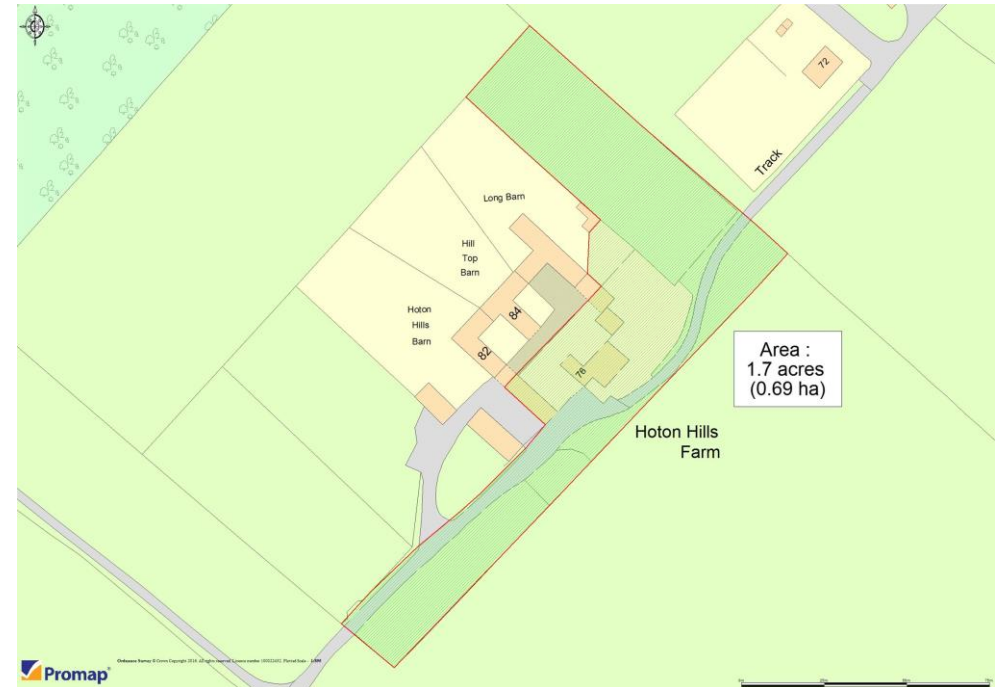 72
Track
Long Barn
Hill
Top
Barn
Hoton
Hills
Barn
84
82
76
Area :
1.7 acres
(0.69 ha)
Hoton Hills
Farm
Promap